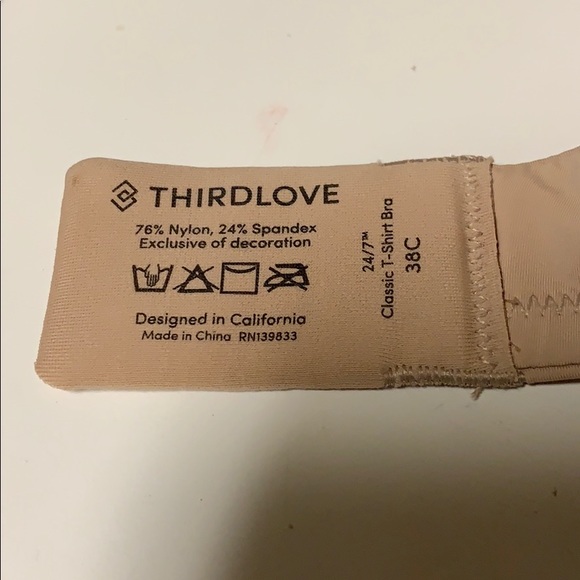 THIRDLOVE
76% Nylon, 24% Spandex
Exclusive of decoration
Designed in California
Made in China RN139833
24/7™
Classic T-Shirt Bra
38C